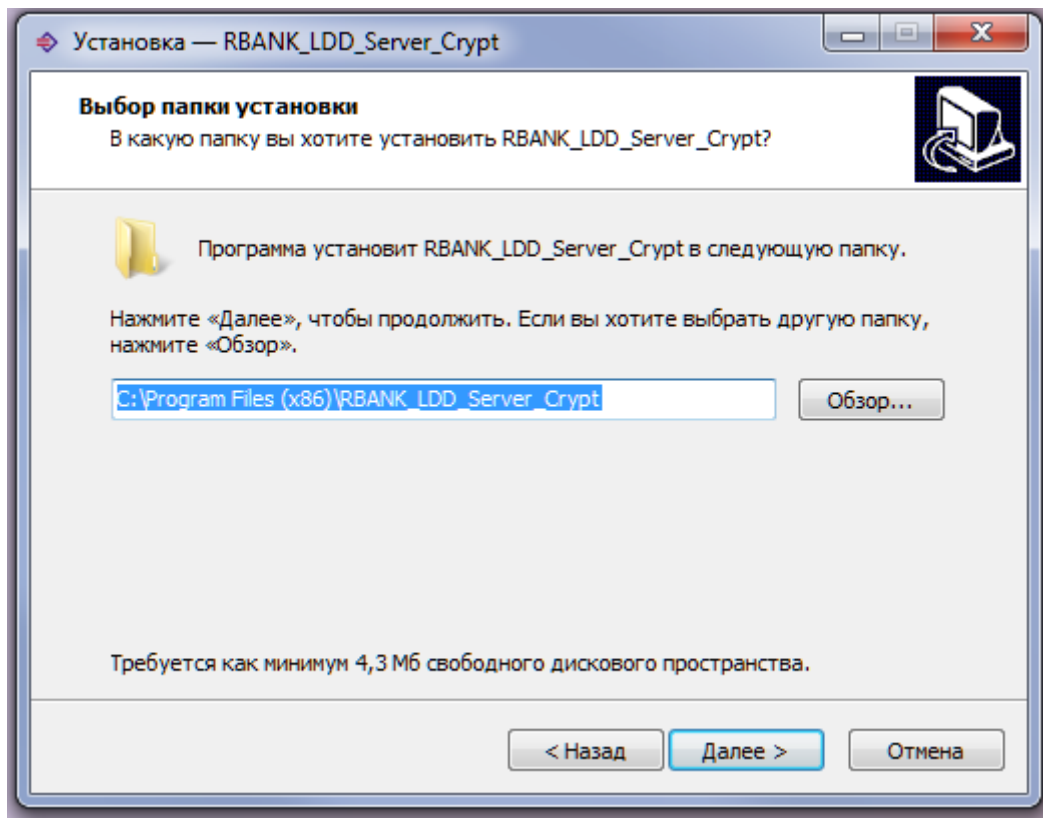 Установка — RBANK_LDD_Server_Crypt
Выбор папки установки
В какую папку вы хотите установить RBANK_LDD_Server_Crypt?
Программа установит RBANK_LDD_Server_Crypt в следующую папку.
Нажмите «Далее», чтобы продолжить. Если вы хотите выбрать другую папку,
нажмите «Обзор».
C:\Program Files (x86)\RBANK_LDD_Server_Crypt
Обзор...
Требуется как минимум 4,3 Мб свободного дискового пространства.
< Назад
Далее >
Отмена